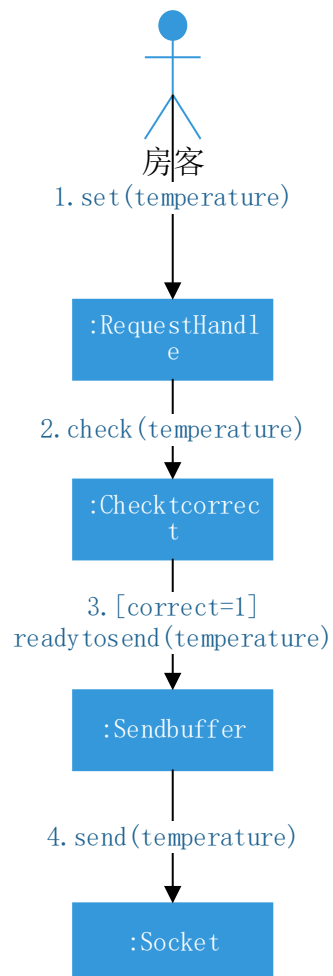 房客
1.set(temperature)
:RequestHandl
e
2.check(temperature)
:Checktcorrec
t
3.[correct=1]
readytosend(temperature)
:Sendbuffer
4.send(temperature)
:Socket